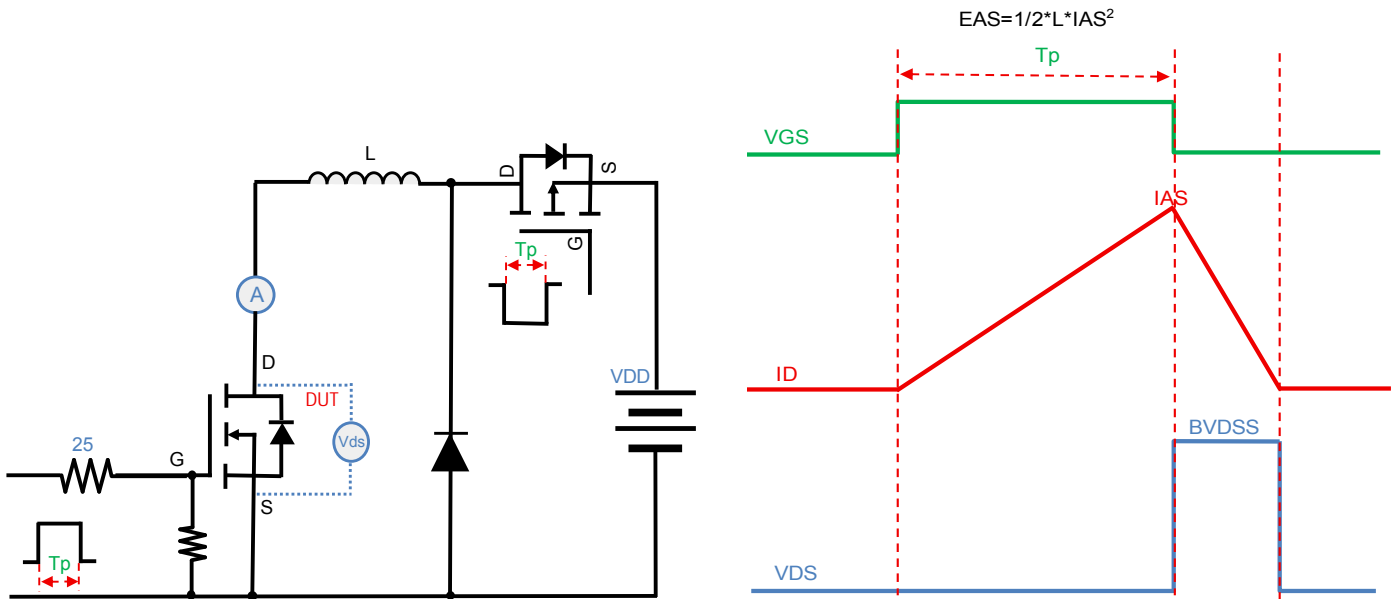 EAS=1/2*L*IAS²
Tp
VGS
IAS
ID
BVDSS
VDS
L
D
S
G
Tp
A
D
VDD
DUT
Vds
25
G
S
Tp